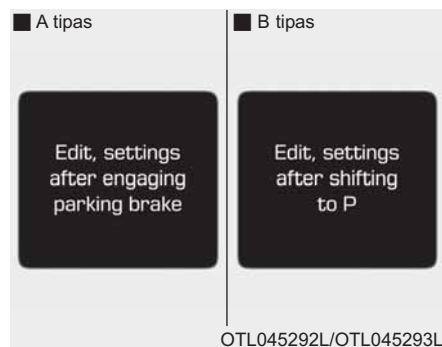 ■ A tipas
Edit, settings
after engaging
parking brake
■ B tipas
Edit, settings
after shifting
to P
OTL045292L/OTL045293L